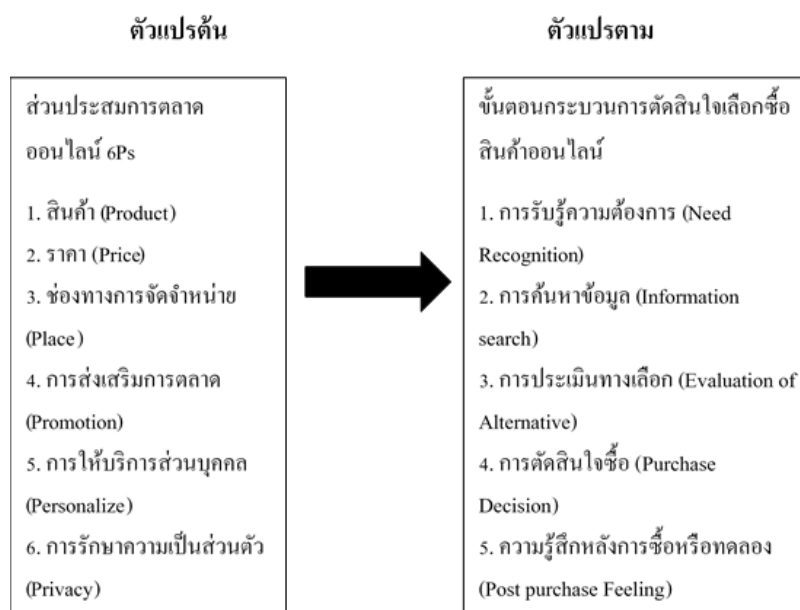 ตัวแปรต้น
ส่วนประสมการตลาด
ออนไลน์ 6Ps
1. สินค้า (Product)
2. ราคา (Price)
3. ช่องทางการจัดจำหน่าย
(Place)
4. การส่งเสริมการตลาด
(Promotion)
5. การให้บริการส่วนบุคคล
(Personalize)
6. การรักษาความเป็นส่วนตัว
(Privacy)
ตัวแปรตาม
ขั้นตอนกระบวนการตัดสินใจเลือกซื้อ
สินค้าออนไลน์
1. การรับรู้ความต้องการ (Need
Recognition)
2. การค้นหาข้อมูล (Information
search)
3. การประเมินทางเลือก (Evaluation of
Alternative)
4. การตัดสินใจซื้อ (Purchase
Decision)
5. ความรู้สึกหลังการซื้อหรือทดลอง
(Post purchase Feeling)